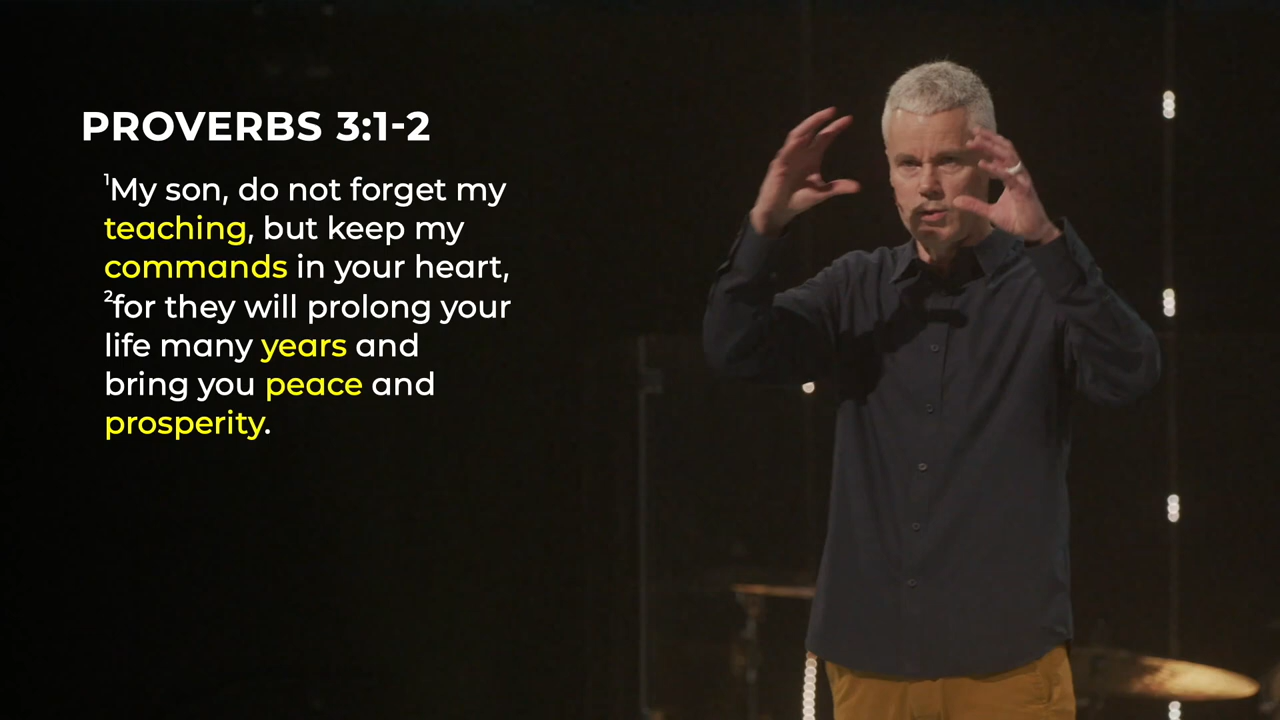 PROVERBS 3:1-2
¹My son, do not forget my
teaching, but keep my
commands in your heart,
²for they will prolong your
life many years and
bring you peace and
prosperity.